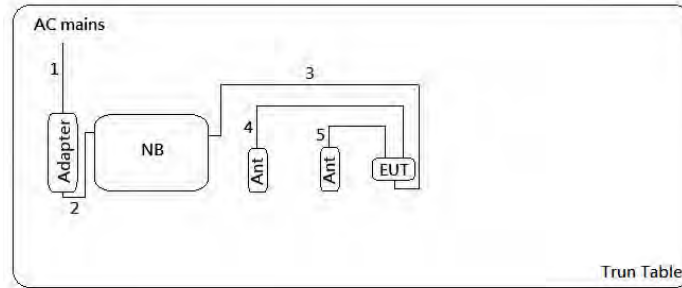 AC mains
1
3
4
5
Adapter
NB
Ant
Ant
EUT
2
Trun Table